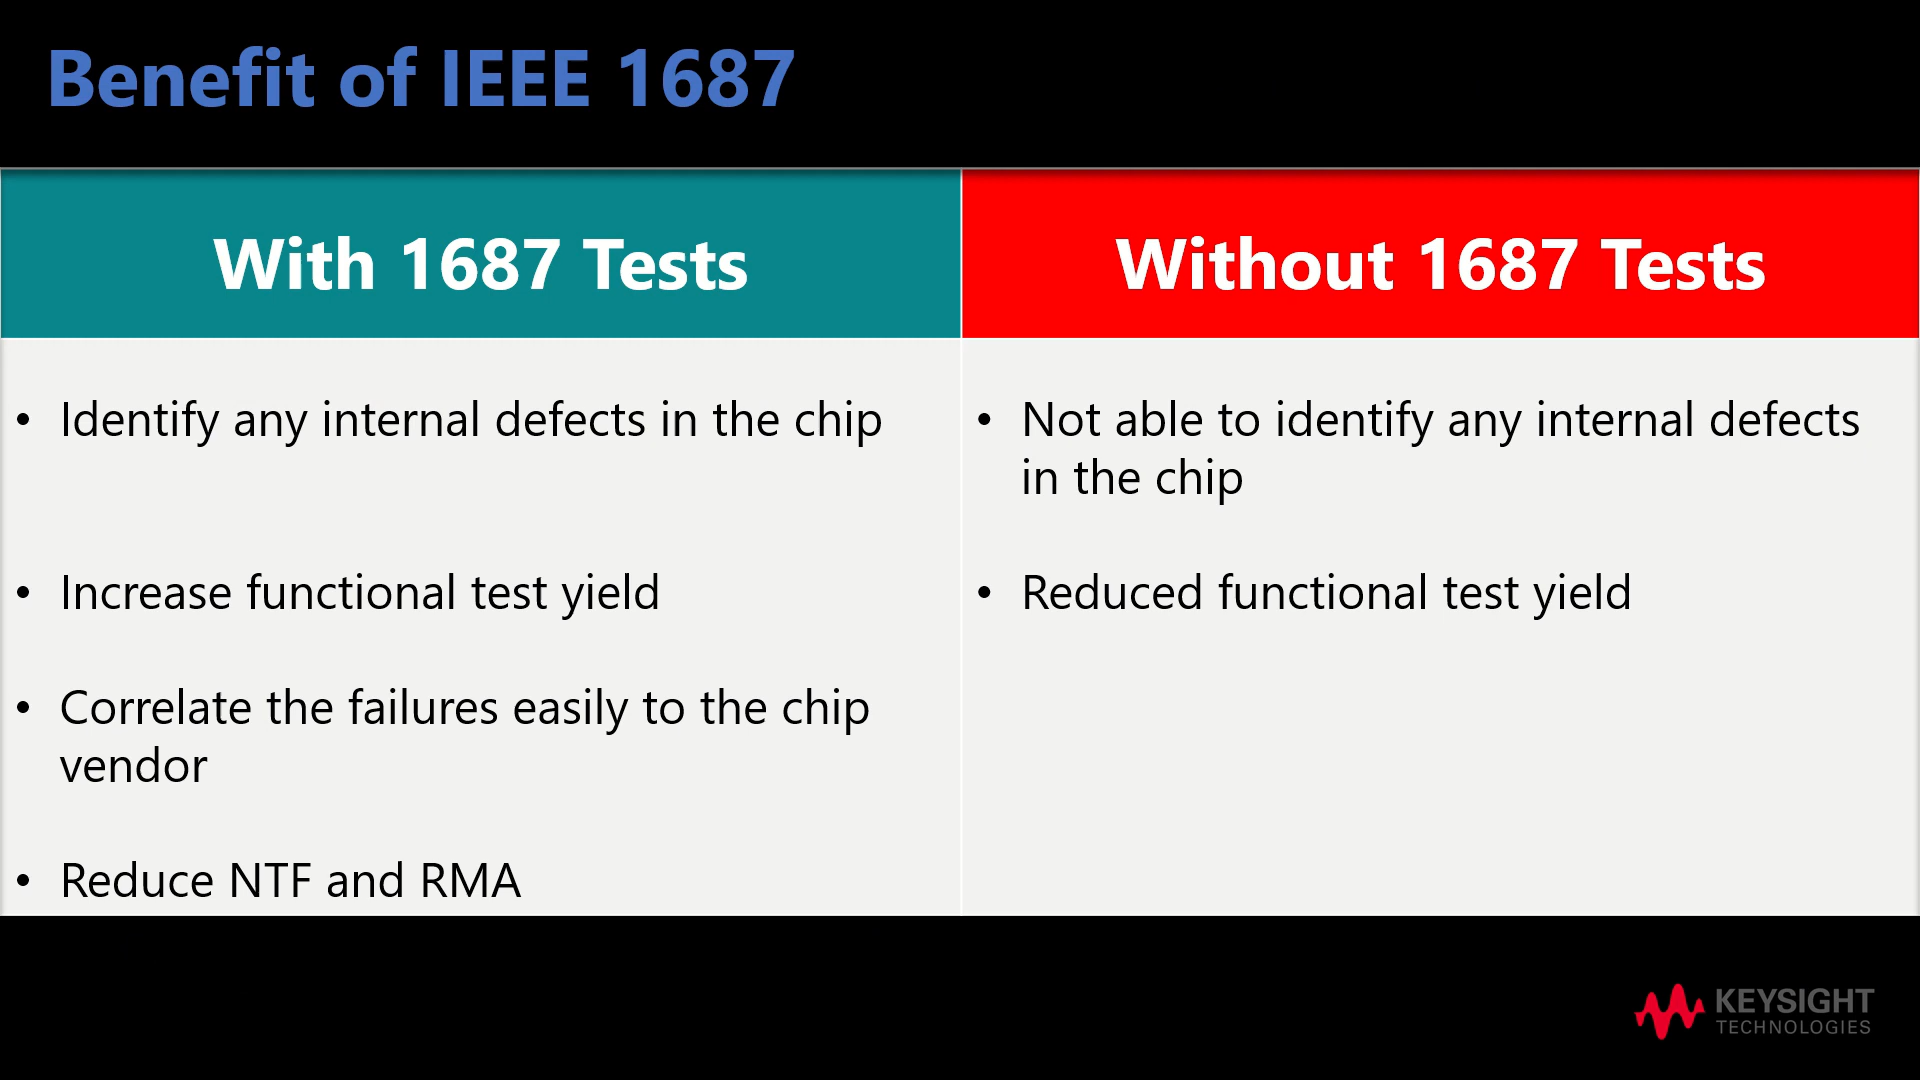 Benefit of IEEE 1687
With 1687 Tests
Without 1687 Tests
• Identify any internal defects in the chip
• Increase functional test yield
• Correlate the failures easily to the chip
vendor
• Reduce NTF and RMA
• Not able to identify any internal defects
in the chip
• Reduced functional test yield
KEYSIGHT
TECHNOLOGIES